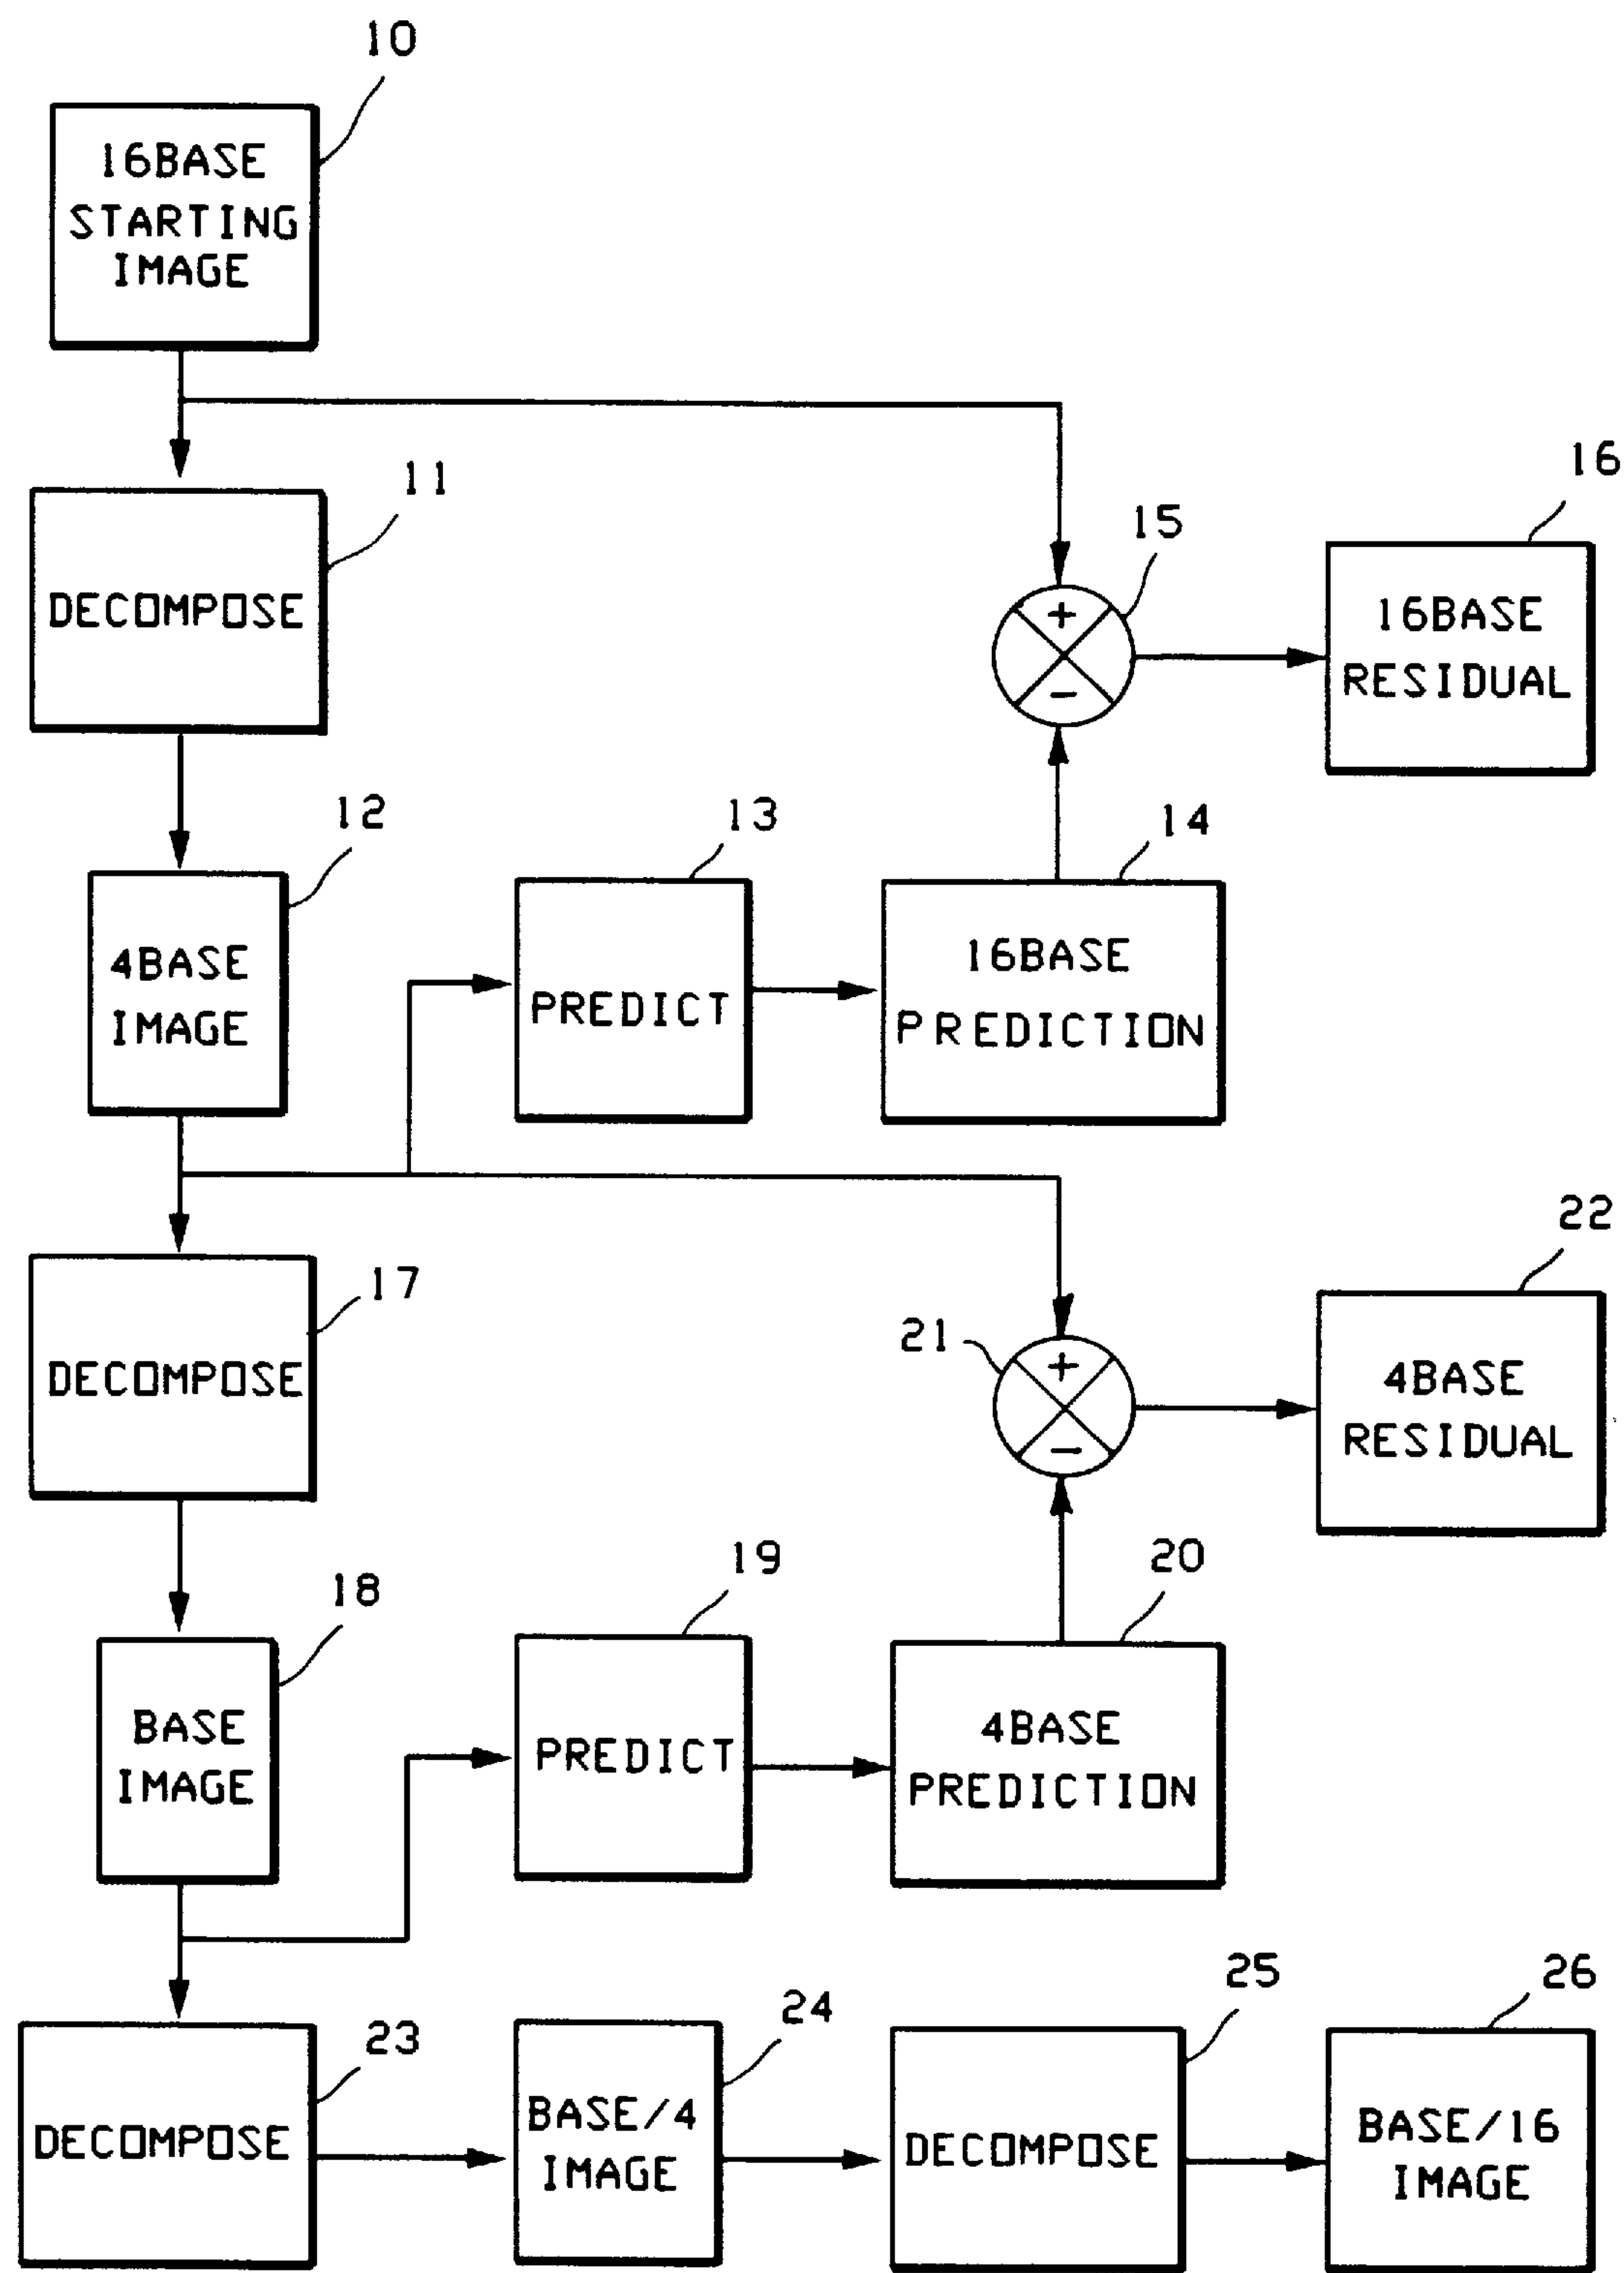 10
16BASE
STARTING
IMAGE
11
DECOMPOSE
15
+
−
16
16BASE
RESIDUAL
12
4BASE
IMAGE
13
PREDICT
14
16BASE
PREDICTION
17
DECOMPOSE
21
+
−
22
4BASE
RESIDUAL
18
BASE
IMAGE
19
PREDICT
20
4BASE
PREDICTION
23
DECOMPOSE
24
BASE/4
IMAGE
25
DECOMPOSE
26
BASE/16
IMAGE